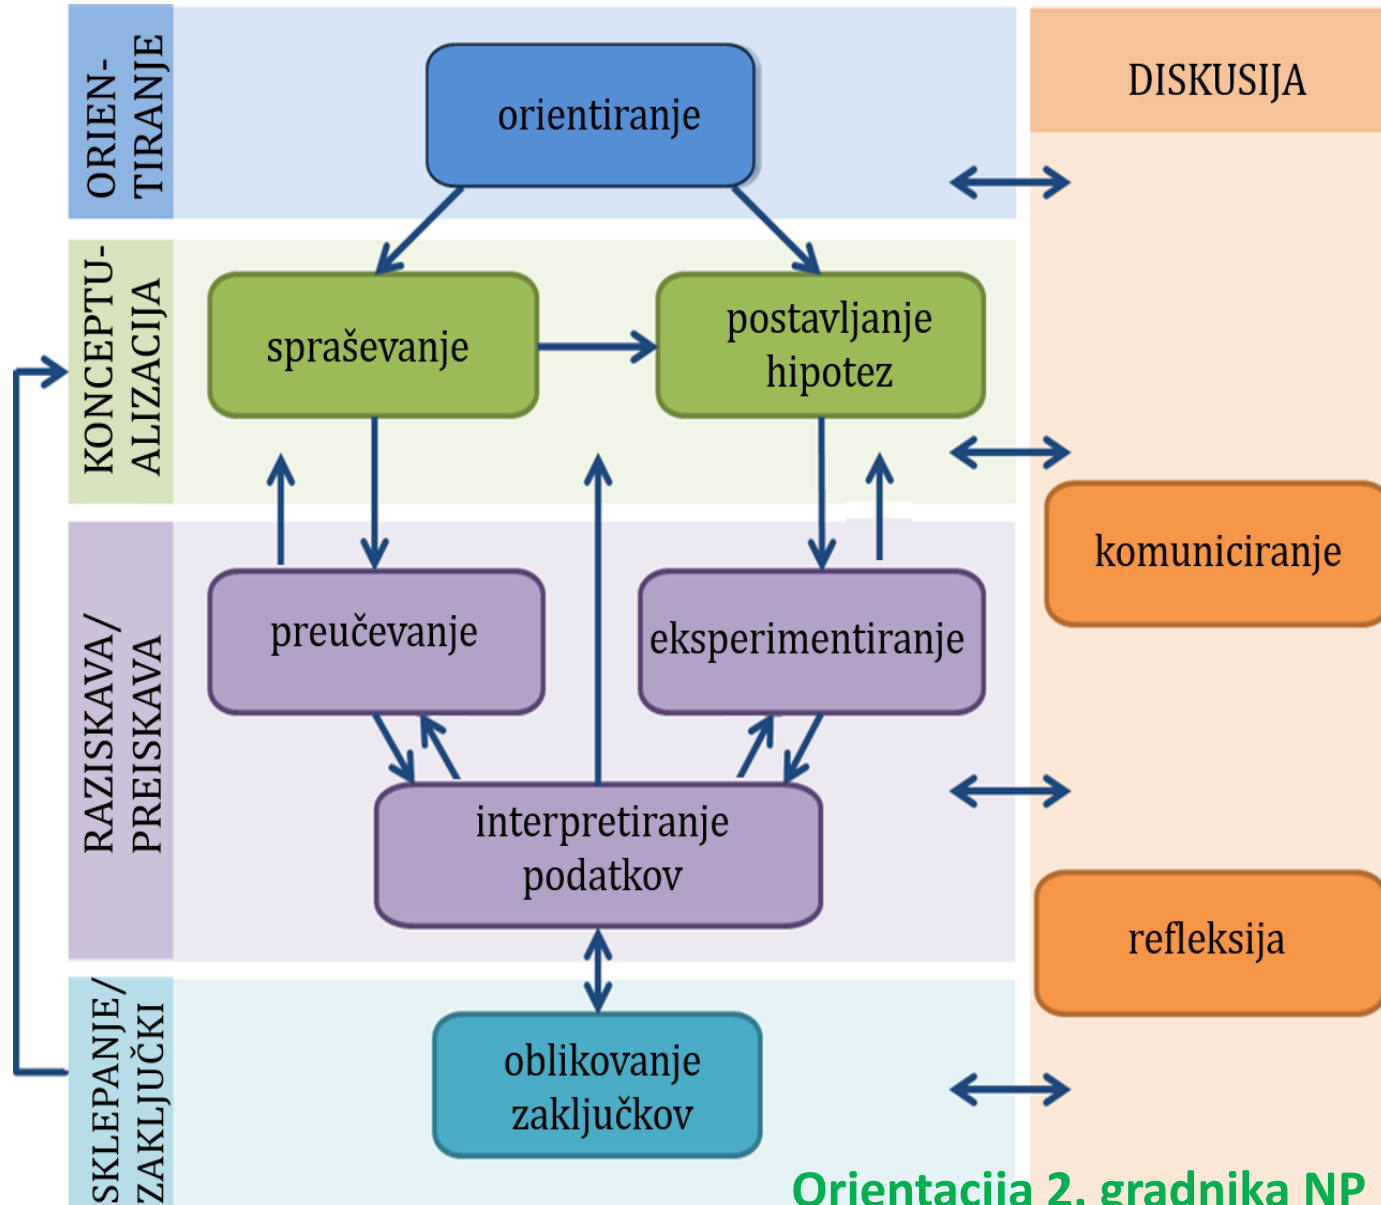 ORIEN-
TIRANJE
orientiranje
DISKUSIJA
KONCEPTU-
ALIZACIJA
spraševanje
postavljanje
hipotez
komuniciranje
RAZISKAVA/
PREISKAVA
preučevanje
eksperimentiranje
interpretiranje
podatkov
refleksija
SKLEPANJE/
ZAKLJUČKI
oblikovanje
zaključkov
Orientacija 2. gradnika NP